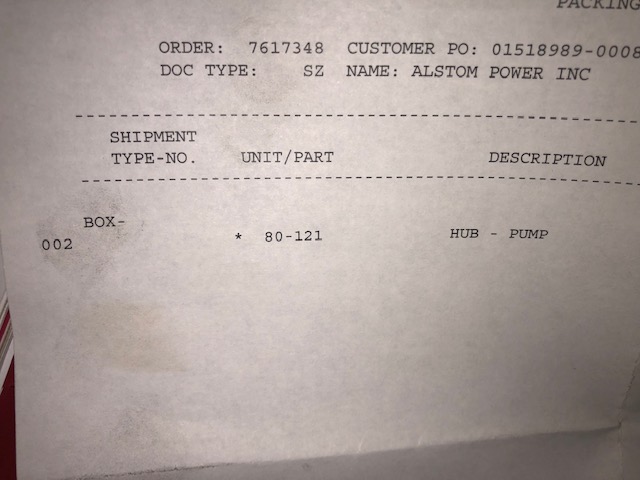 PACKING
ORDER: 7617348 CUSTOMER PO: 01518989-0008
DOC TYPE: SZ NAME: ALSTOM POWER INC
SHIPMENT
TYPE-NO. UNIT/PART DESCRIPTION
BOX-
002 * 80-121 HUB - PUMP